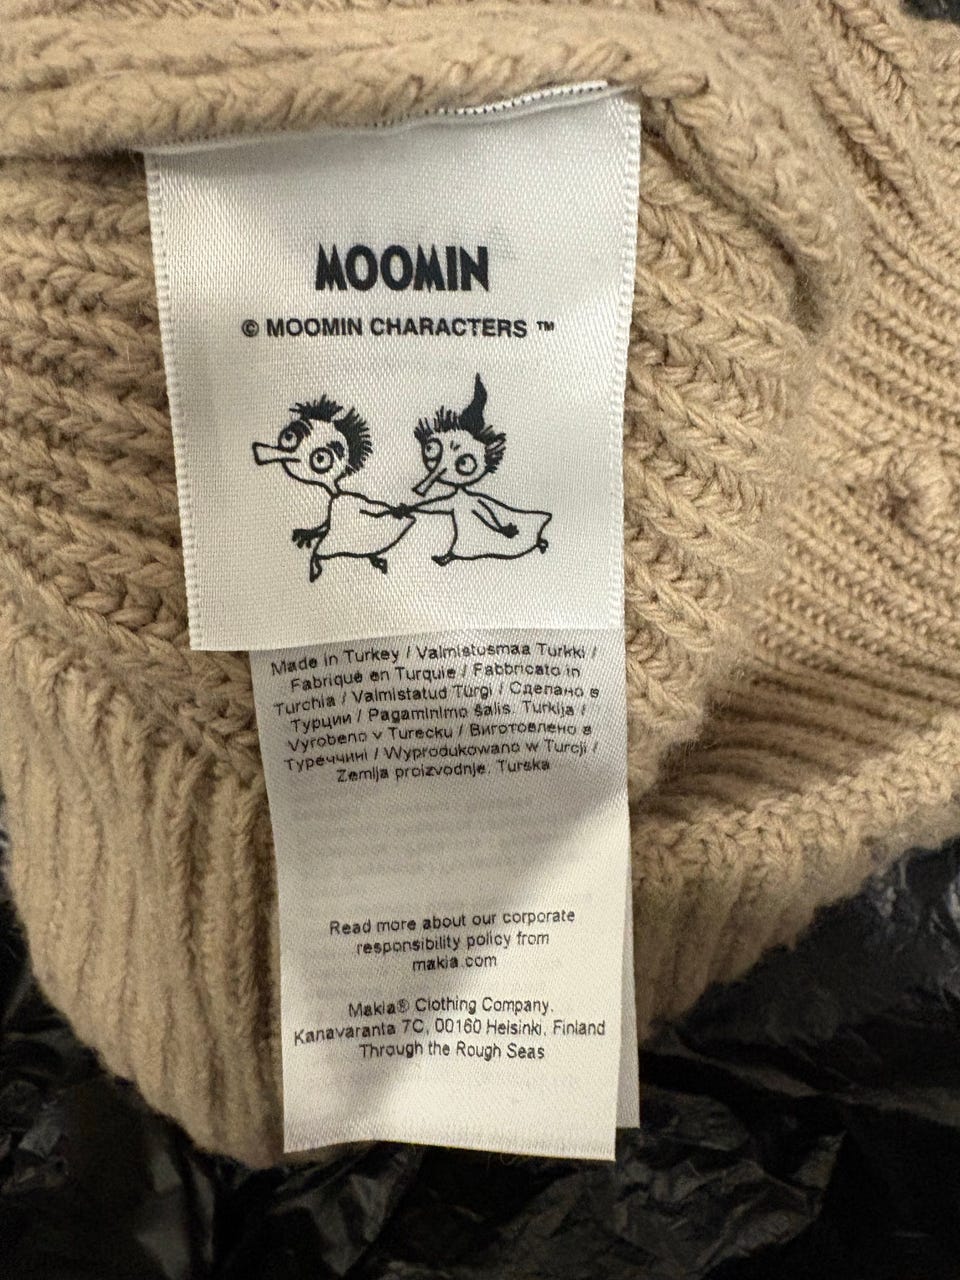 MOOMIN
© MOOMIN CHARACTERS ™
Made in Turkey / Valmistusmaa Turkki /
Fabriqué en Turquie / Fabbricato in
Turchia / Valmistatud Türgi / Сделано в
Турции / Pagaminimo šalis. Turkija /
Vyrobeno v Turecku / Виготовлено в
Туреччині / Wyprodukowano w Turcji /
Zemlja proizvodnje. Turska
Read more about our corporate
responsibility policy from
makia.com
Makia® Clothing Company.
Kanavaranta 7C, 00160 Helsinki, Finland
Through the Rough Seas